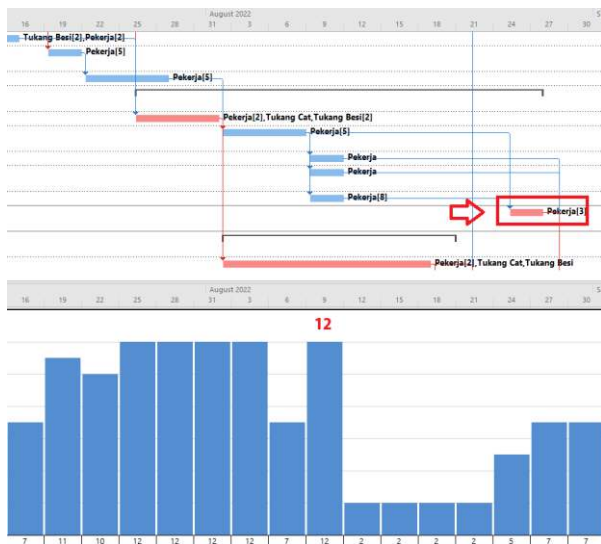 August 2022 S
16 19 22 25 28 31 3 6 9 12 15 18 21 24 27 30
Tukang Besi[2],Pekerja[2]
Pekerja[5]
Pekerja[5]
Pekerja[2],Tukang Cat,Tukang Besi[2]
Pekerja[5]
Pekerja
Pekerja
Pekerja[8]
Pekerja[3]
Pekerja[2],Tukang Cat,Tukang Besi
August 2022 S
16 19 22 25 28 31 3 6 9 12 15 18 21 24 27 30
12
7 11 10 12 12 12 12 7 12 2 2 2 2 5 7 7